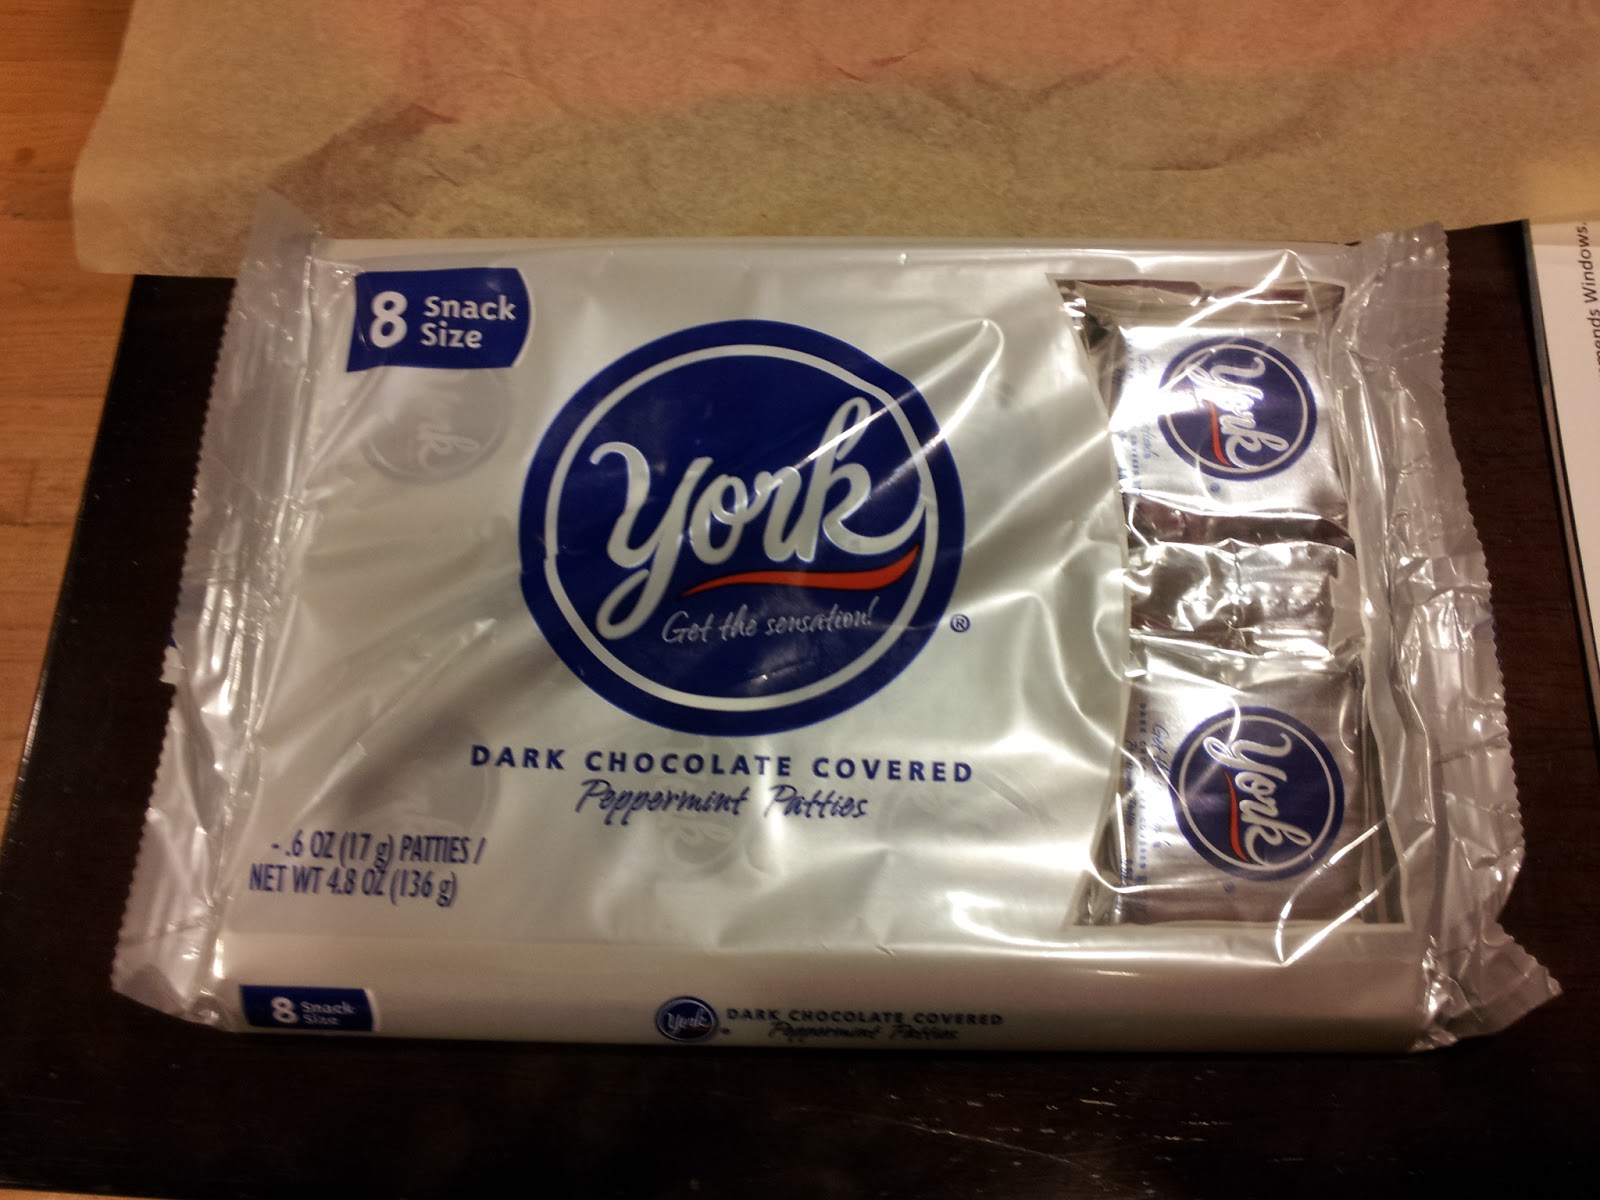 8 Snack
Size
York
Get the sensation!
®
DARK CHOCOLATE COVERED
Peppermint Patties
- .6 OZ (17 g) PATTIES /
NET WT 4.8 OZ (136 g)
York
York
8 Snack
Size
York
DARK CHOCOLATE COVERED
Peppermint Patties
mends Windows.